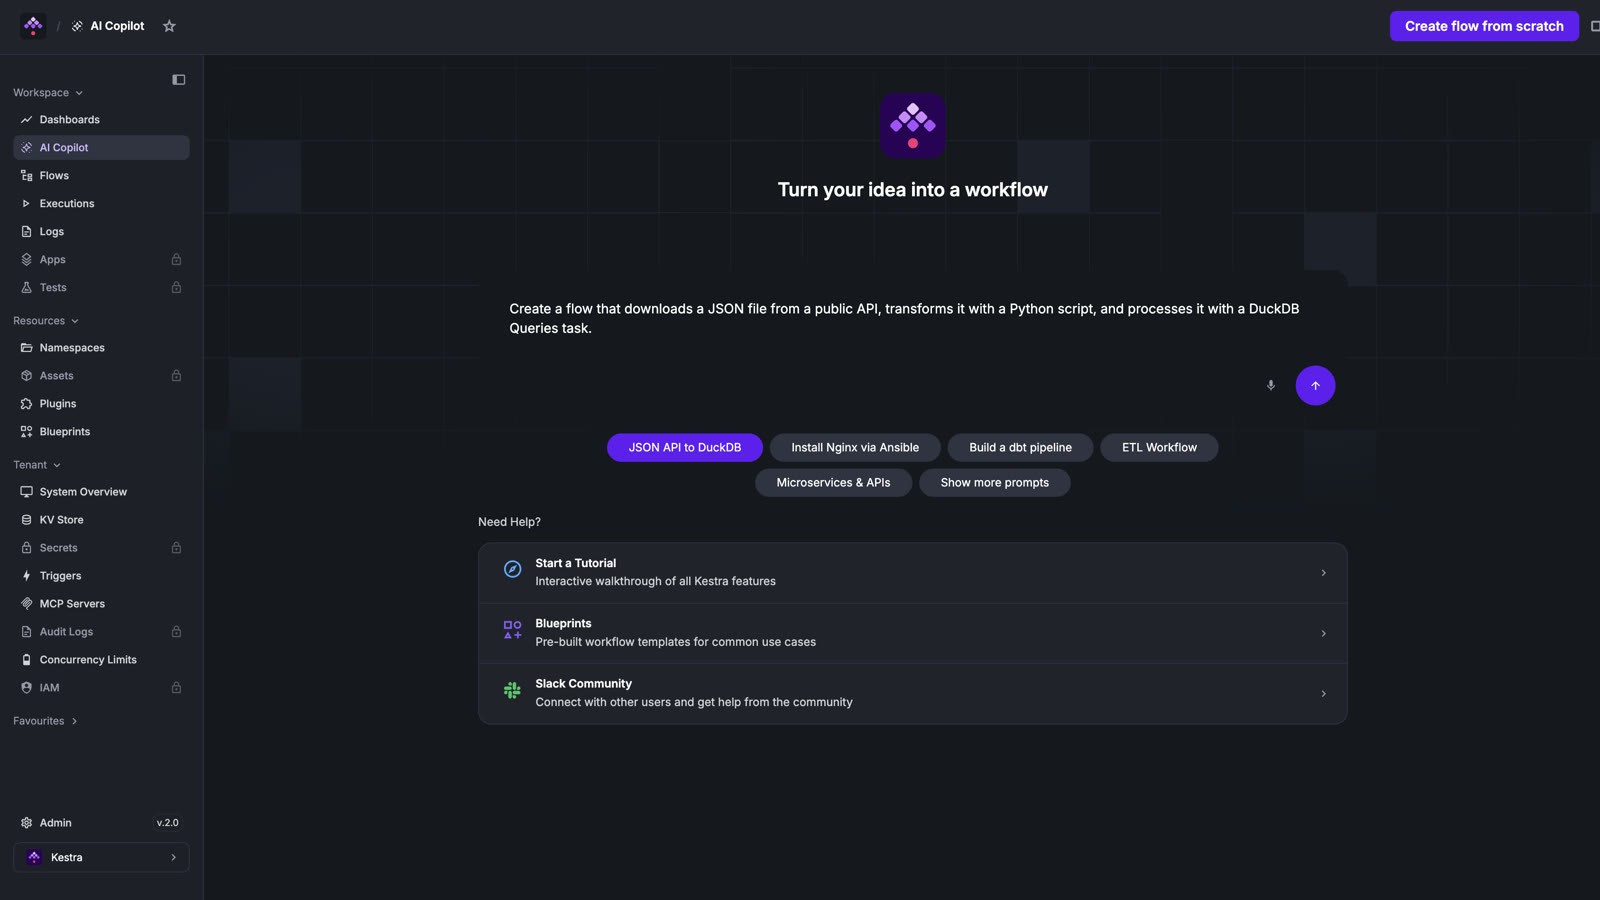 / AI Copilot
Create flow from scratch
Workspace
Dashboards
AI Copilot
Flows
Executions
Logs
Apps
Tests
Resources
Namespaces
Assets
Plugins
Blueprints
Tenant
System Overview
KV Store
Secrets
Triggers
MCP Servers
Audit Logs
Concurrency Limits
IAM
Favourites
Admin
v.2.0
Kestra
Turn your idea into a workflow
Create a flow that downloads a JSON file from a public API, transforms it with a Python script, and processes it with a DuckDB
Queries task.
JSON API to DuckDB
Install Nginx via Ansible
Build a dbt pipeline
ETL Workflow
Microservices & APIs
Show more prompts
Need Help?
Start a Tutorial
Interactive walkthrough of all Kestra features
Blueprints
Pre-built workflow templates for common use cases
Slack Community
Connect with other users and get help from the community